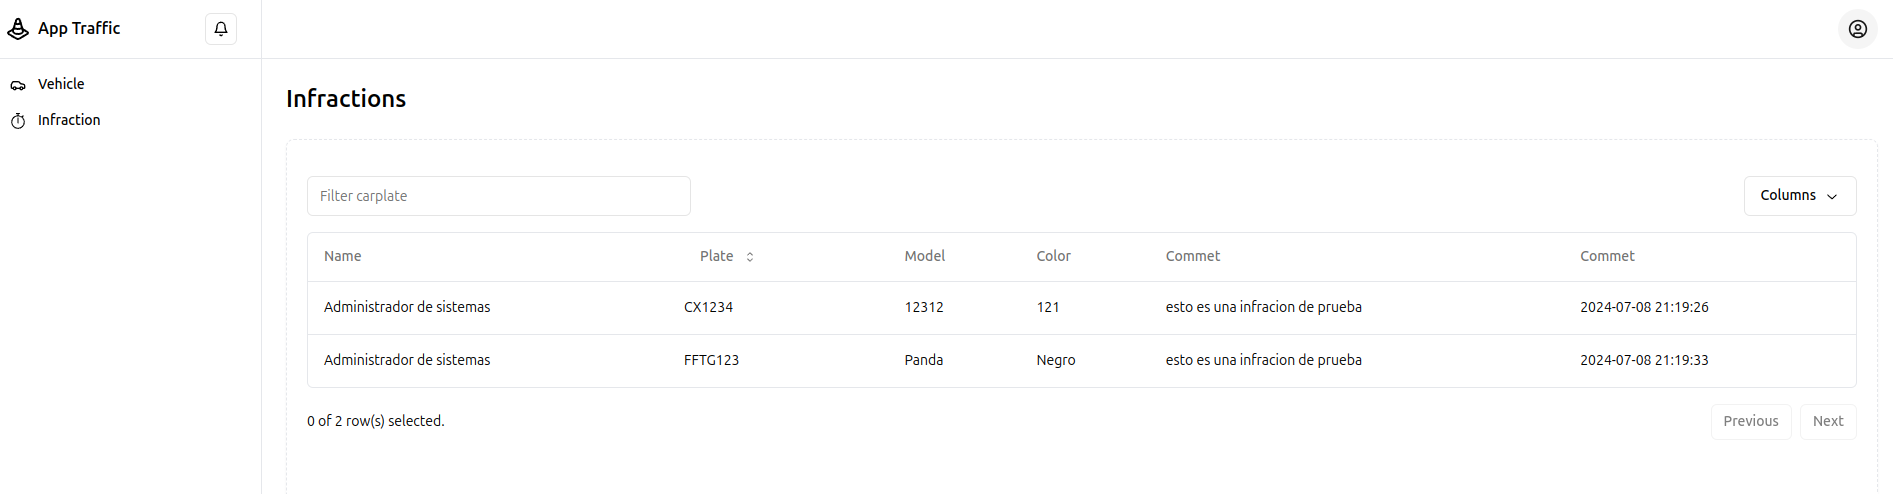 App Traffic
Vehicle
Infraction
Infractions
Filter carplate
Columns
Name Plate Model Color Commet Commet
Administrador de sistemas CX1234 12312 121 esto es una infracion de prueba 2024-07-08 21:19:26
Administrador de sistemas FFTG123 Panda Negro esto es una infracion de prueba 2024-07-08 21:19:33
0 of 2 row(s) selected.
Previous Next